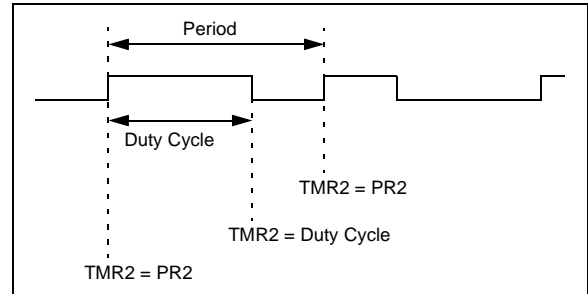 Period
Duty Cycle
TMR2 = PR2
TMR2 = Duty Cycle
TMR2 = PR2